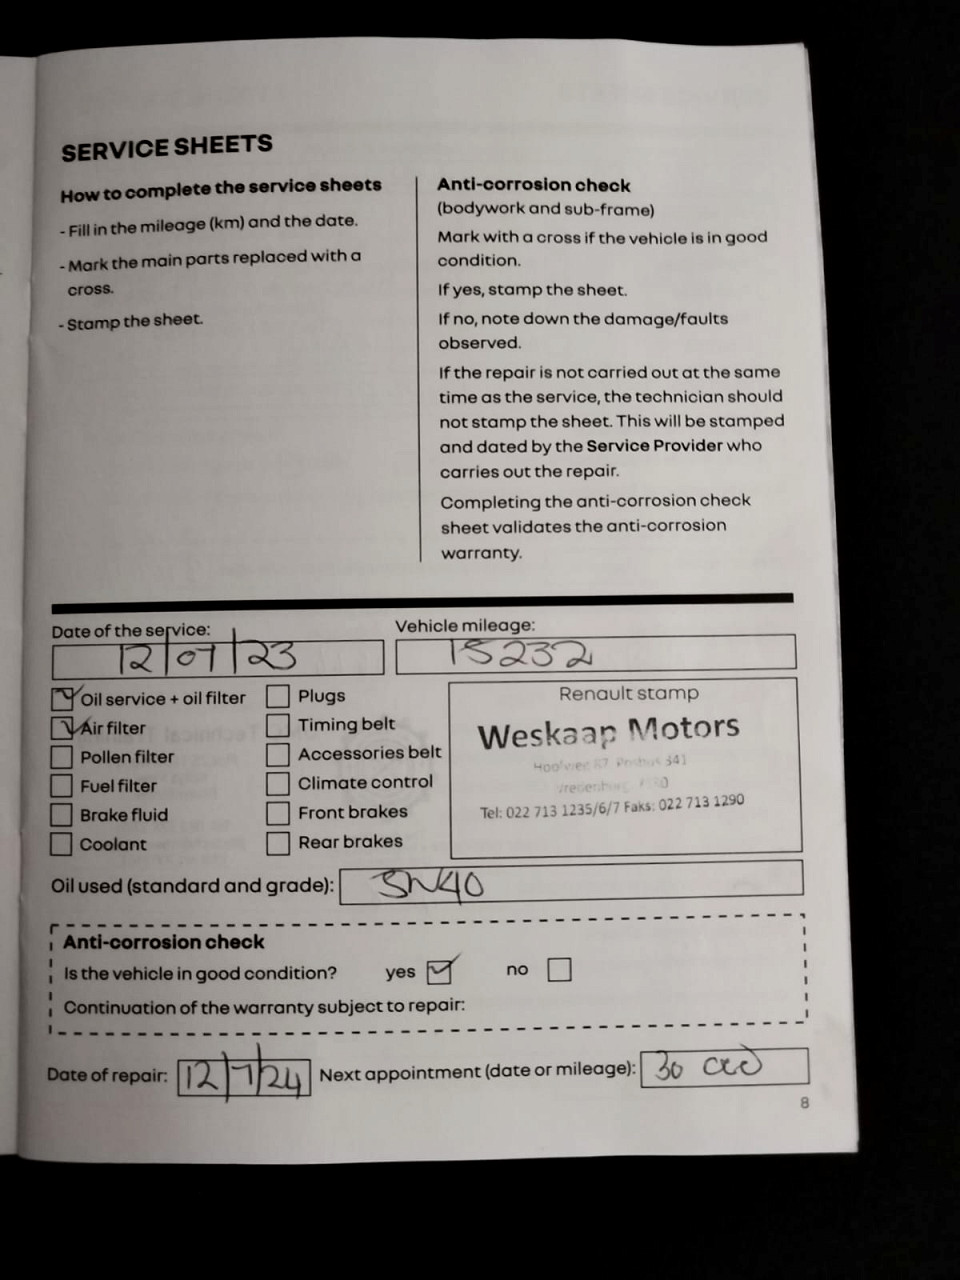 SERVICE SHEETS
How to complete the service sheets
- Fill in the mileage (km) and the date.
- Mark the main parts replaced with a
cross.
- Stamp the sheet.
Anti-corrosion check
(bodywork and sub-frame)
Mark with a cross if the vehicle is in good
condition.
If yes, stamp the sheet.
If no, note down the damage/faults
observed.
If the repair is not carried out at the same
time as the service, the technician should
not stamp the sheet. This will be stamped
and dated by the Service Provider who
carries out the repair.
Completing the anti-corrosion check
sheet validates the anti-corrosion
warranty.
Date of the service:
12|07|23
Vehicle mileage:
15232
Oil service + oil filter
Air filter
Pollen filter
Fuel filter
Brake fluid
Coolant
Plugs
Timing belt
Accessories belt
Climate control
Front brakes
Rear brakes
Renault stamp
Weskaap Motors
341
Tel: 022 713 1235/6/7 Faks: 022 713 1290
Oil used (standard and grade):
5W40
Anti-corrosion check
Is the vehicle in good condition? yes no
Continuation of the warranty subject to repair:
Date of repair: 12|7|24 Next appointment (date or mileage): 30 000
8